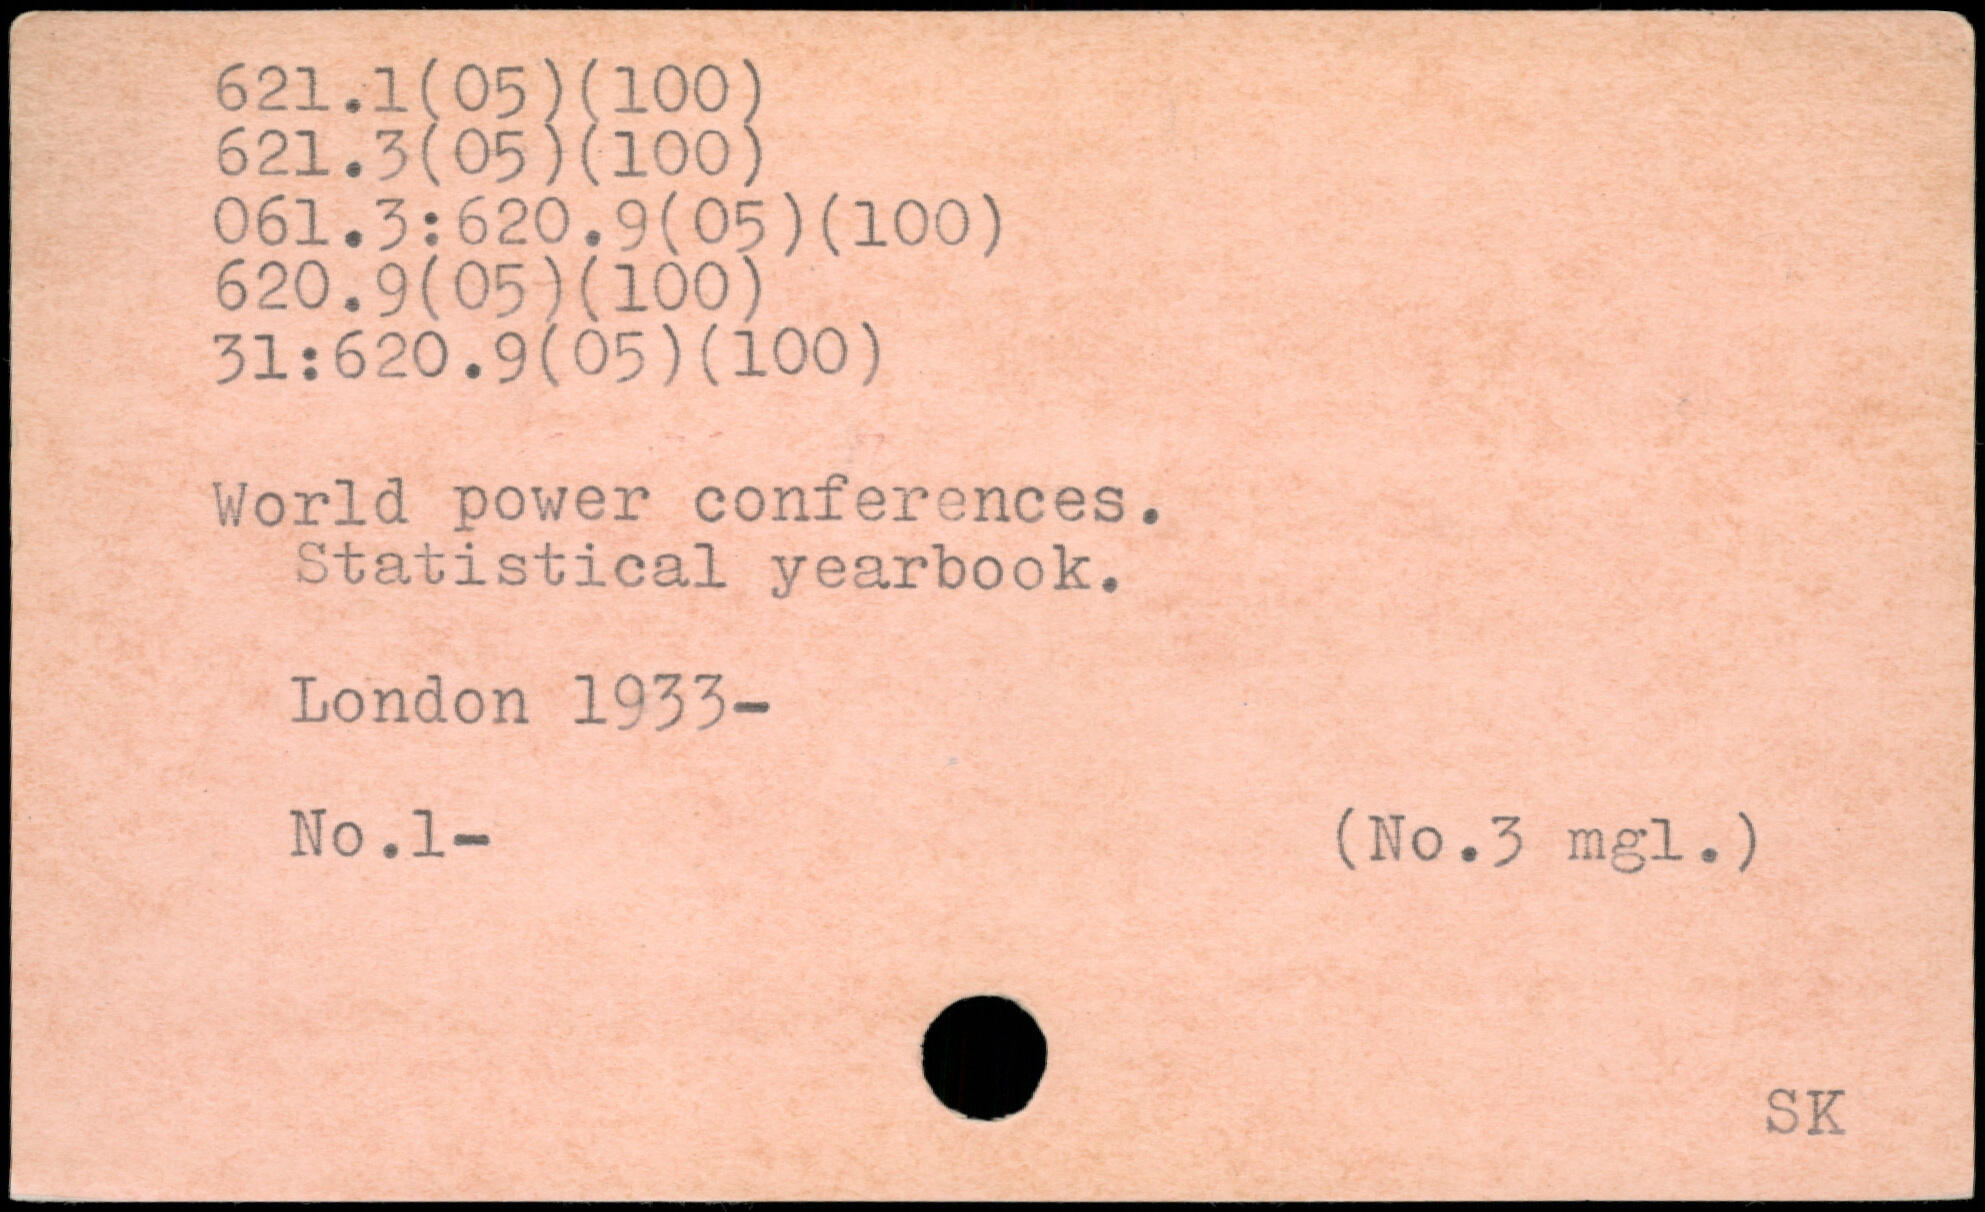 621.1(05)(100)
621.3(05)(100)
061.3:620.9(05)(100)
620.9(05)(100)
31:620.9(05)(100)
World power conferences.
Statistical yearbook.
London 1933-
No.1-
(No.3 mgl.)
SK